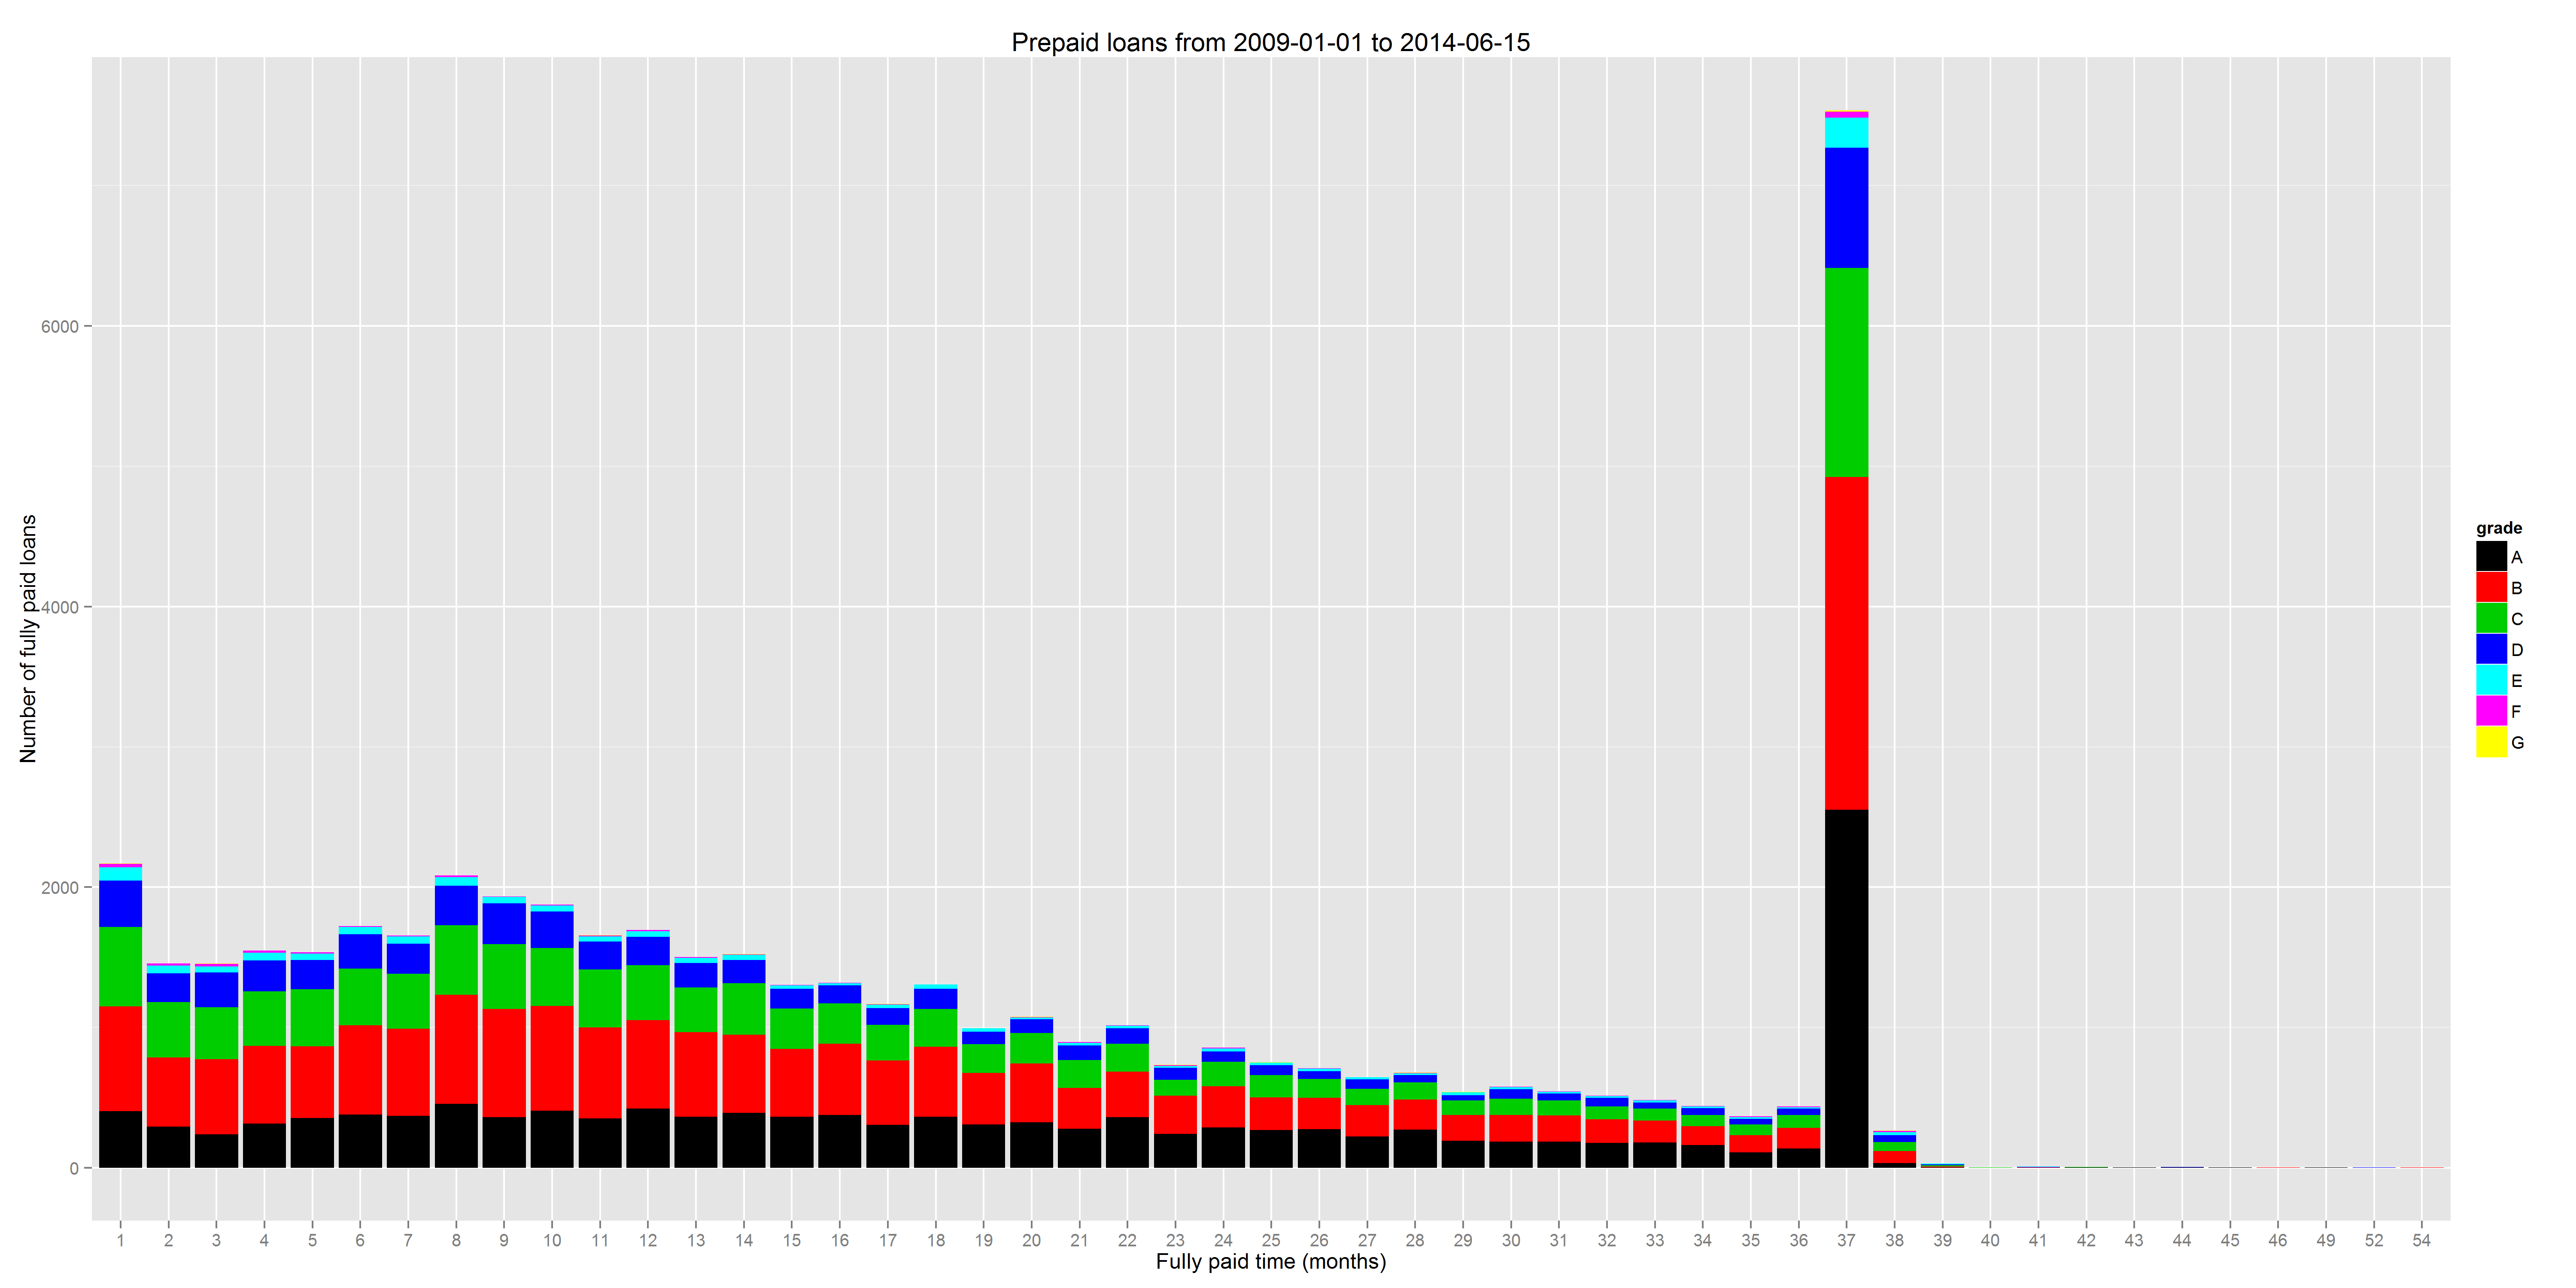 Prepaid loans from 2009-01-01 to 2014-06-15
Number of fully paid loans
6000
4000
2000
0
1 2 3 4 5 6 7 8 9 10 11 12 13 14 15 16 17 18 19 20 21 22 23 24 25 26 27 28 29 30 31 32 33 34 35 36 37 38 39 40 41 42 43 44 45 46 49 52 54
Fully paid time (months)
grade
A
B
C
D
E
F
G